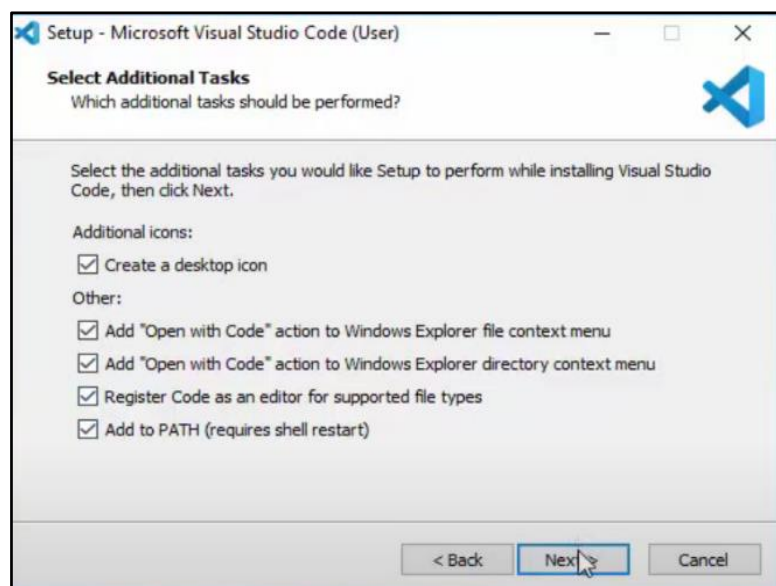 Setup - Microsoft Visual Studio Code (User)
Select Additional Tasks
Which additional tasks should be performed?
Select the additional tasks you would like Setup to perform while installing Visual Studio
Code, then click Next.
Additional icons:
Create a desktop icon
Other:
Add "Open with Code" action to Windows Explorer file context menu
Add "Open with Code" action to Windows Explorer directory context menu
Register Code as an editor for supported file types
Add to PATH (requires shell restart)
< Back Next > Cancel